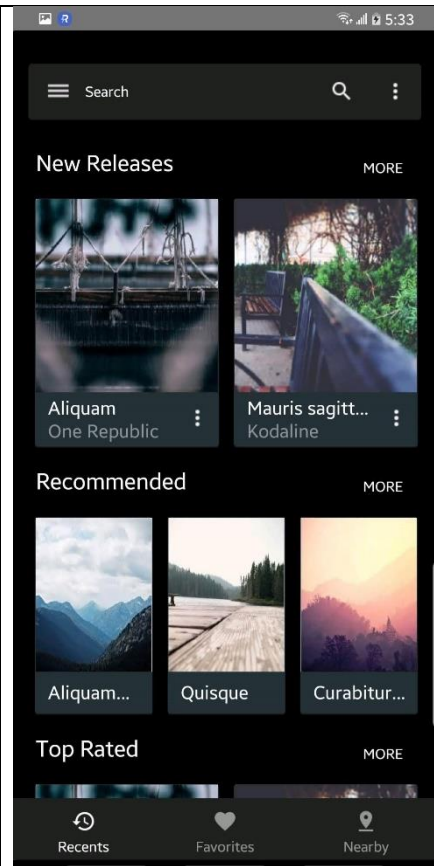 R
5:33
Search
New Releases
MORE
Aliquam
One Republic
Mauris sagitt...
Kodaline
Recommended
MORE
Aliquam...
Quisque
Curabitur...
Top Rated
MORE
Recents
Favorites
Nearby